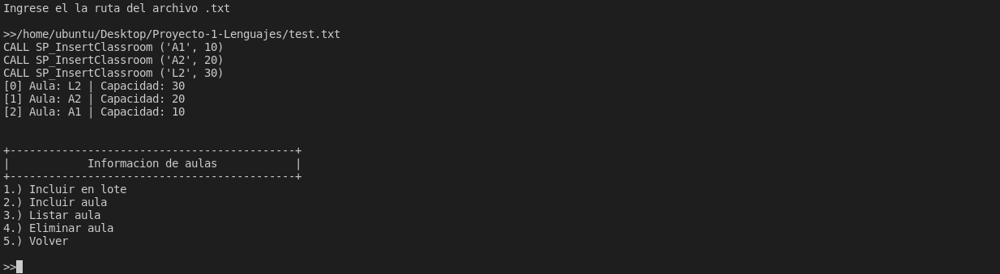 Ingrese el la ruta del archivo .txt
>>/home/ubuntu/Desktop/Proyecto-1-Lenguajes/test.txt
CALL SP_InsertClassroom ('A1', 10)
CALL SP_InsertClassroom ('A2', 20)
CALL SP_InsertClassroom ('L2', 30)
[0] Aula: L2 | Capacidad: 30
[1] Aula: A2 | Capacidad: 20
[2] Aula: A1 | Capacidad: 10
+--------------------------------------------+
|            Informacion de aulas            |
+--------------------------------------------+
1.) Incluir en lote
2.) Incluir aula
3.) Listar aula
4.) Eliminar aula
5.) Volver
>>